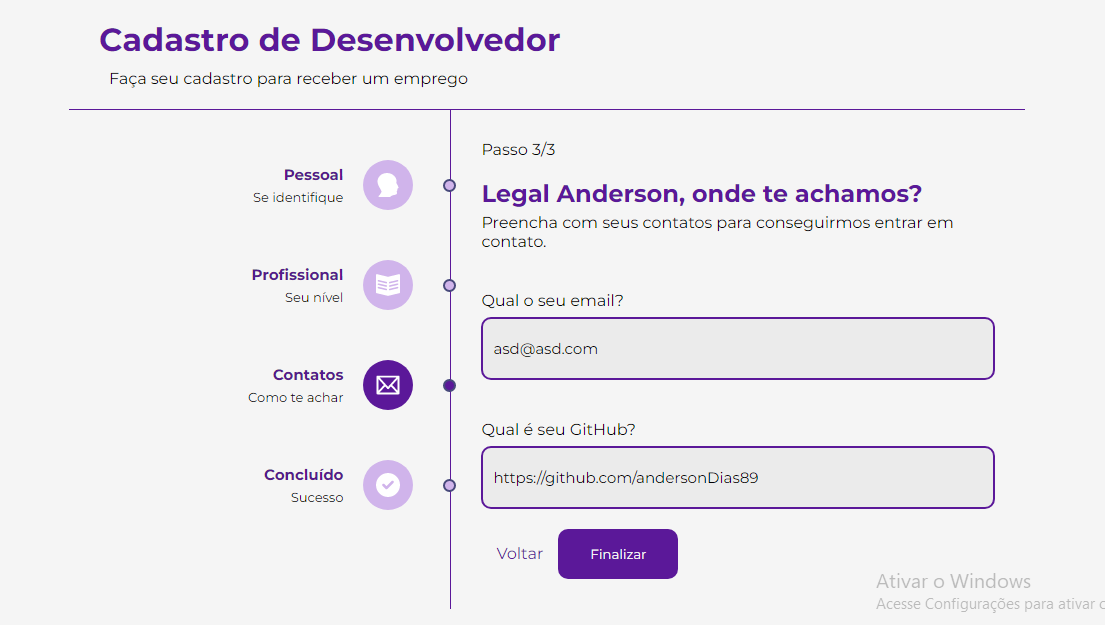 Cadastro de Desenvolvedor
Faça seu cadastro para receber um emprego
Pessoal
Se identifique
Profissional
Seu nível
Contatos
Como te achar
Concluído
Sucesso
Passo 3/3
Legal Anderson, onde te achamos?
Preencha com seus contatos para conseguirmos entrar em
contato.
Qual o seu email?
asd@asd.com
Qual é seu GitHub?
https://github.com/andersonDias89
Voltar
Finalizar
Ativar o Windows
Acesse Configurações para ativar o